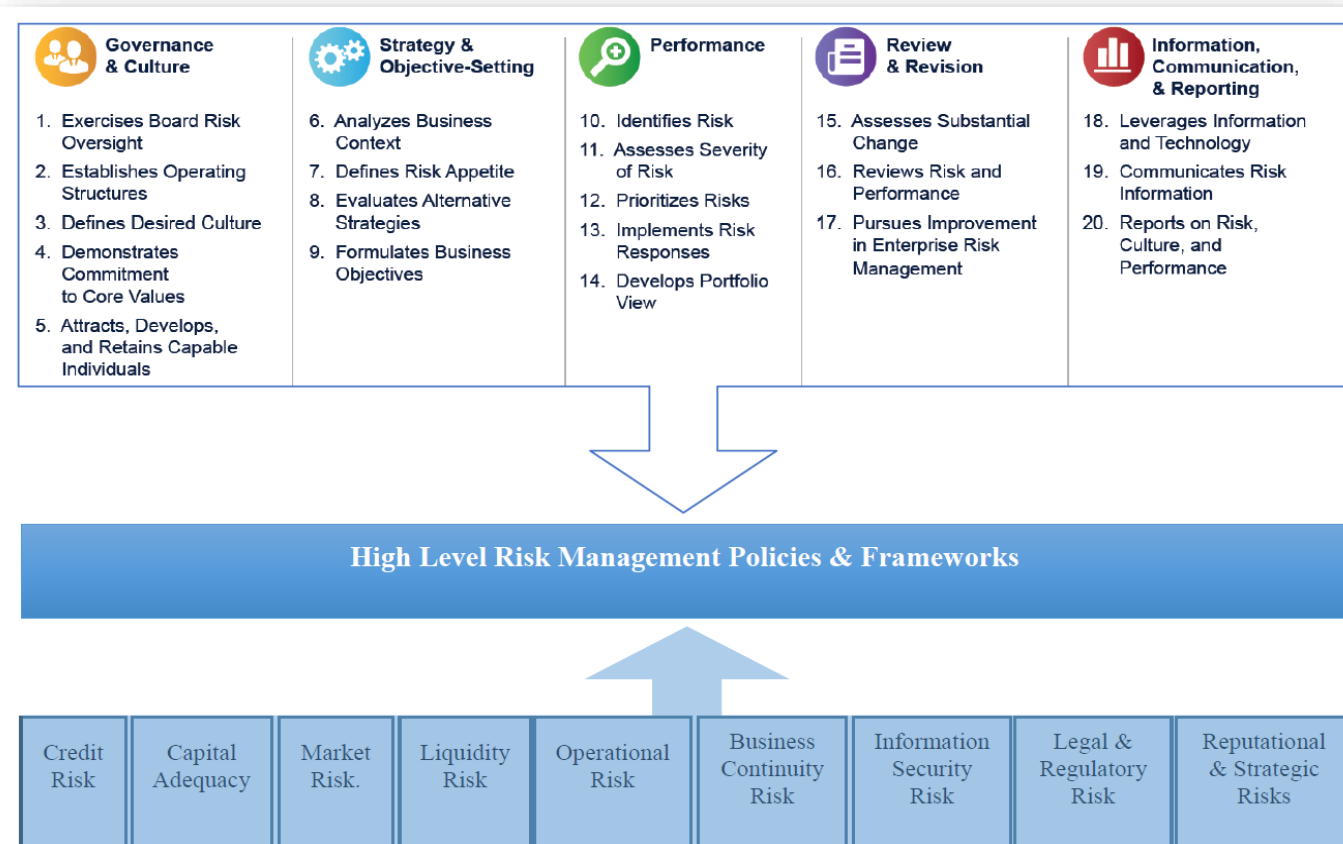 Governance
& Culture
1. Exercises Board Risk
Oversight
2. Establishes Operating
Structures
3. Defines Desired Culture
4. Demonstrates
Commitment
to Core Values
5. Attracts, Develops,
and Retains Capable
Individuals
Strategy &
Objective-Setting
6. Analyzes Business
Context
7. Defines Risk Appetite
8. Evaluates Alternative
Strategies
9. Formulates Business
Objectives
Performance
10. Identifies Risk
11. Assesses Severity
of Risk
12. Prioritizes Risks
13. Implements Risk
Responses
14. Develops Portfolio
View
Review
& Revision
15. Assesses Substantial
Change
16. Reviews Risk and
Performance
17. Pursues Improvement
in Enterprise Risk
Management
Information,
Communication,
& Reporting
18. Leverages Information
and Technology
19. Communicates Risk
Information
20. Reports on Risk,
Culture, and
Performance
High Level Risk Management Policies & Frameworks
Credit
Risk
Capital
Adequacy
Market
Risk.
Liquidity
Risk
Operational
Risk
Business
Continuity
Risk
Information
Security
Risk
Legal &
Regulatory
Risk
Reputational
& Strategic
Risks